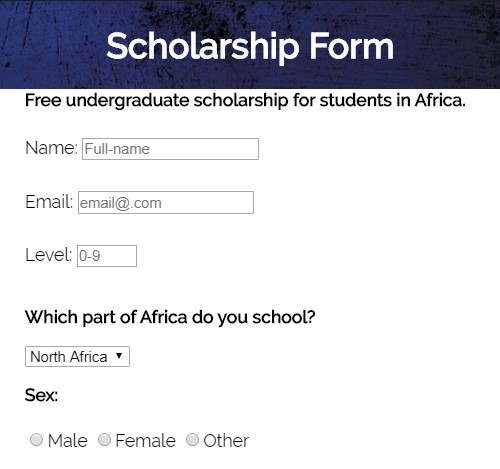 Scholarship Form
Free undergraduate scholarship for students in Africa.
Name: Full-name
Email: email@.com
Level: 0-9
Which part of Africa do you school?
North Africa
Sex:
Male Female Other